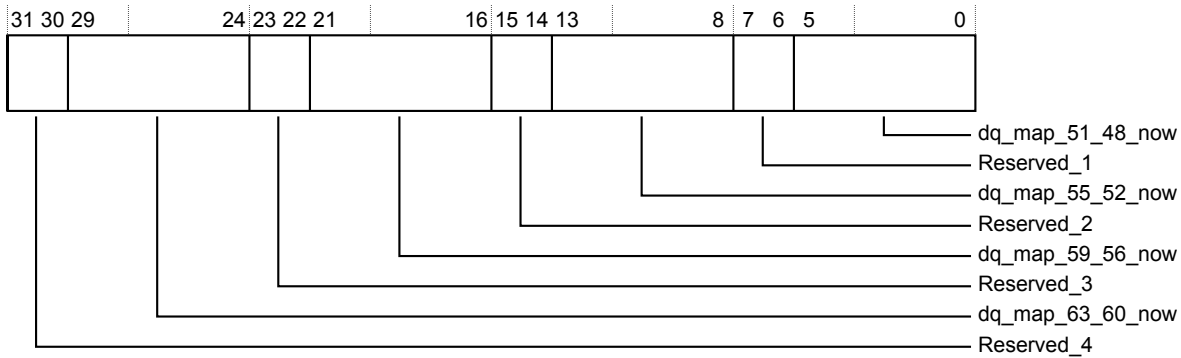 31 30 29 24 23 22 21 16 15 14 13 8 7 6 5 0
dq_map_51_48_now
Reserved_1
dq_map_55_52_now
Reserved_2
dq_map_59_56_now
Reserved_3
dq_map_63_60_now
Reserved_4